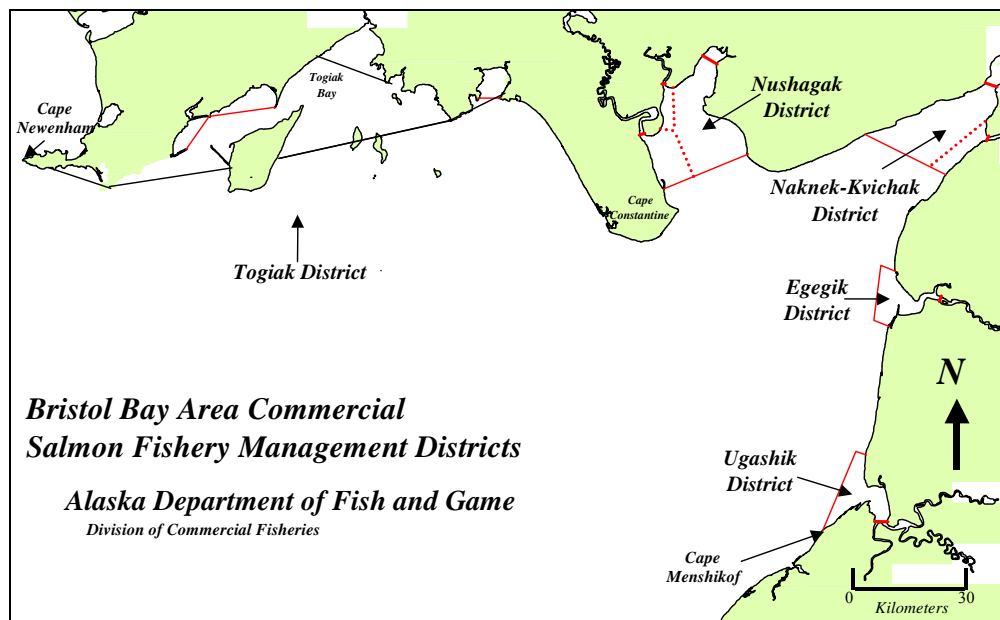 Togiak
Bay
Cape
Newenham
Nushagak
District
Naknek-Kvichak
District
Cape
Constantine
Togiak District
Egegik
District
N
Bristol Bay Area Commercial
Salmon Fishery Management Districts
Alaska Department of Fish and Game
Division of Commercial Fisheries
Ugashik
District
Cape
Menshikof
0 30
Kilometers